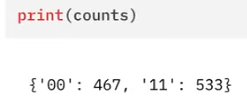 print(counts)
{'00': 467, '11': 533}